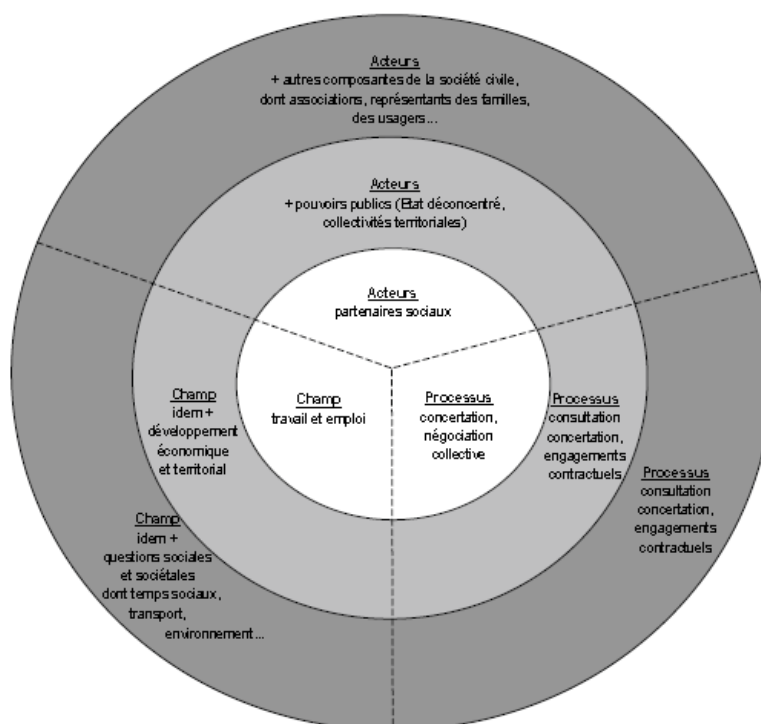 Acteurs
+ autres composantes de la société civile,
dont associations, représentants des familles,
des usagers...
Acteurs
+ pouvoirs publics (Etat déconcentré,
collectivités territoriales)
Acteurs
partenaires sociaux
Champ
idem +
développement
économique
et territorial
Champ
travail et emploi
Processus
concertation,
négociation
collective
Processus
consultation
concertation,
engagements
contractuels
Processus
consultation
concertation,
engagements
contractuels
Champ
idem +
questions sociales
et sociétales
dont temps sociaux,
transport,
environnement...